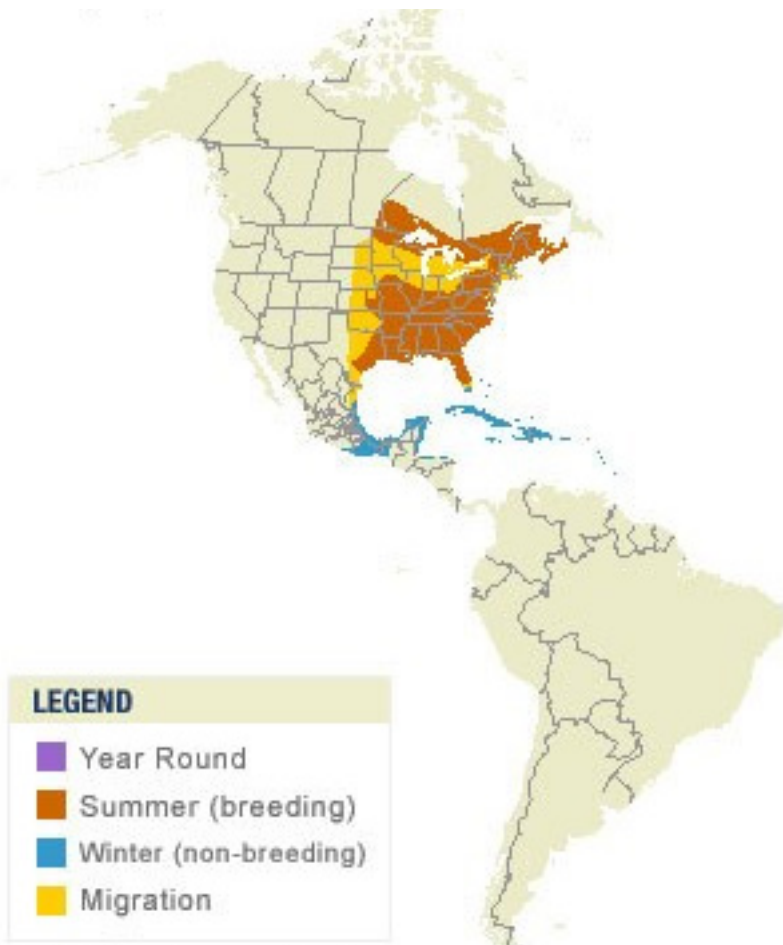 LEGEND
Year Round
Summer (breeding)
Winter (non-breeding)
Migration